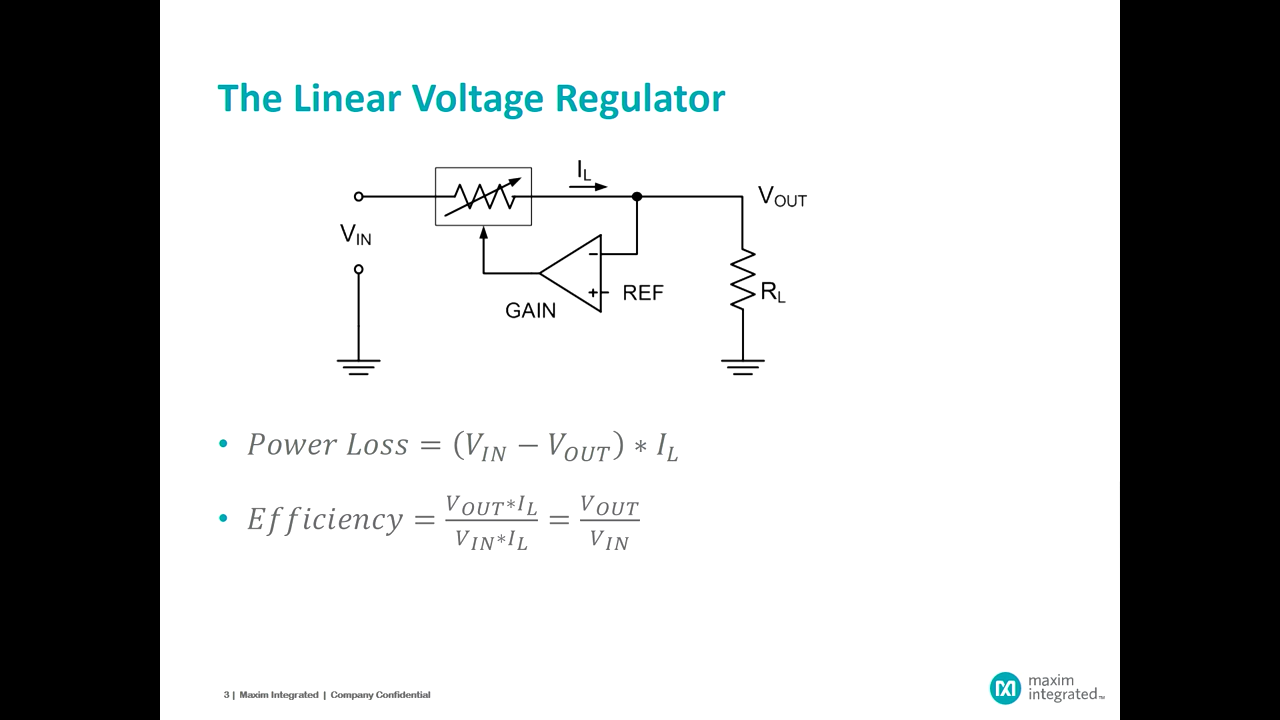 The Linear Voltage Regulator
I_L
V_OUT
V_IN
−
+
REF
GAIN
R_L
• Power Loss = (V_IN − V_OUT) * I_L
• Efficiency = V_OUT*I_L / V_IN*I_L = V_OUT / V_IN
3 | Maxim Integrated | Company Confidential
maxim
integrated™